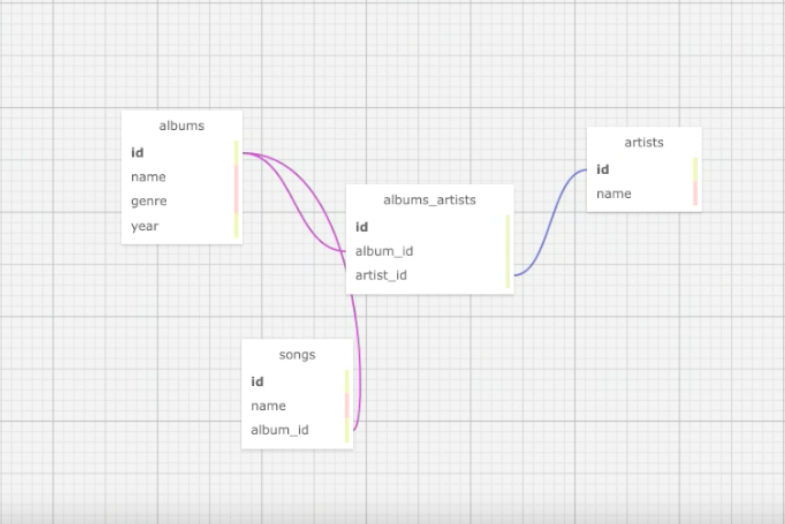 albums
id
name
genre
year
artists
id
name
albums_artists
id
album_id
artist_id
songs
id
name
album_id